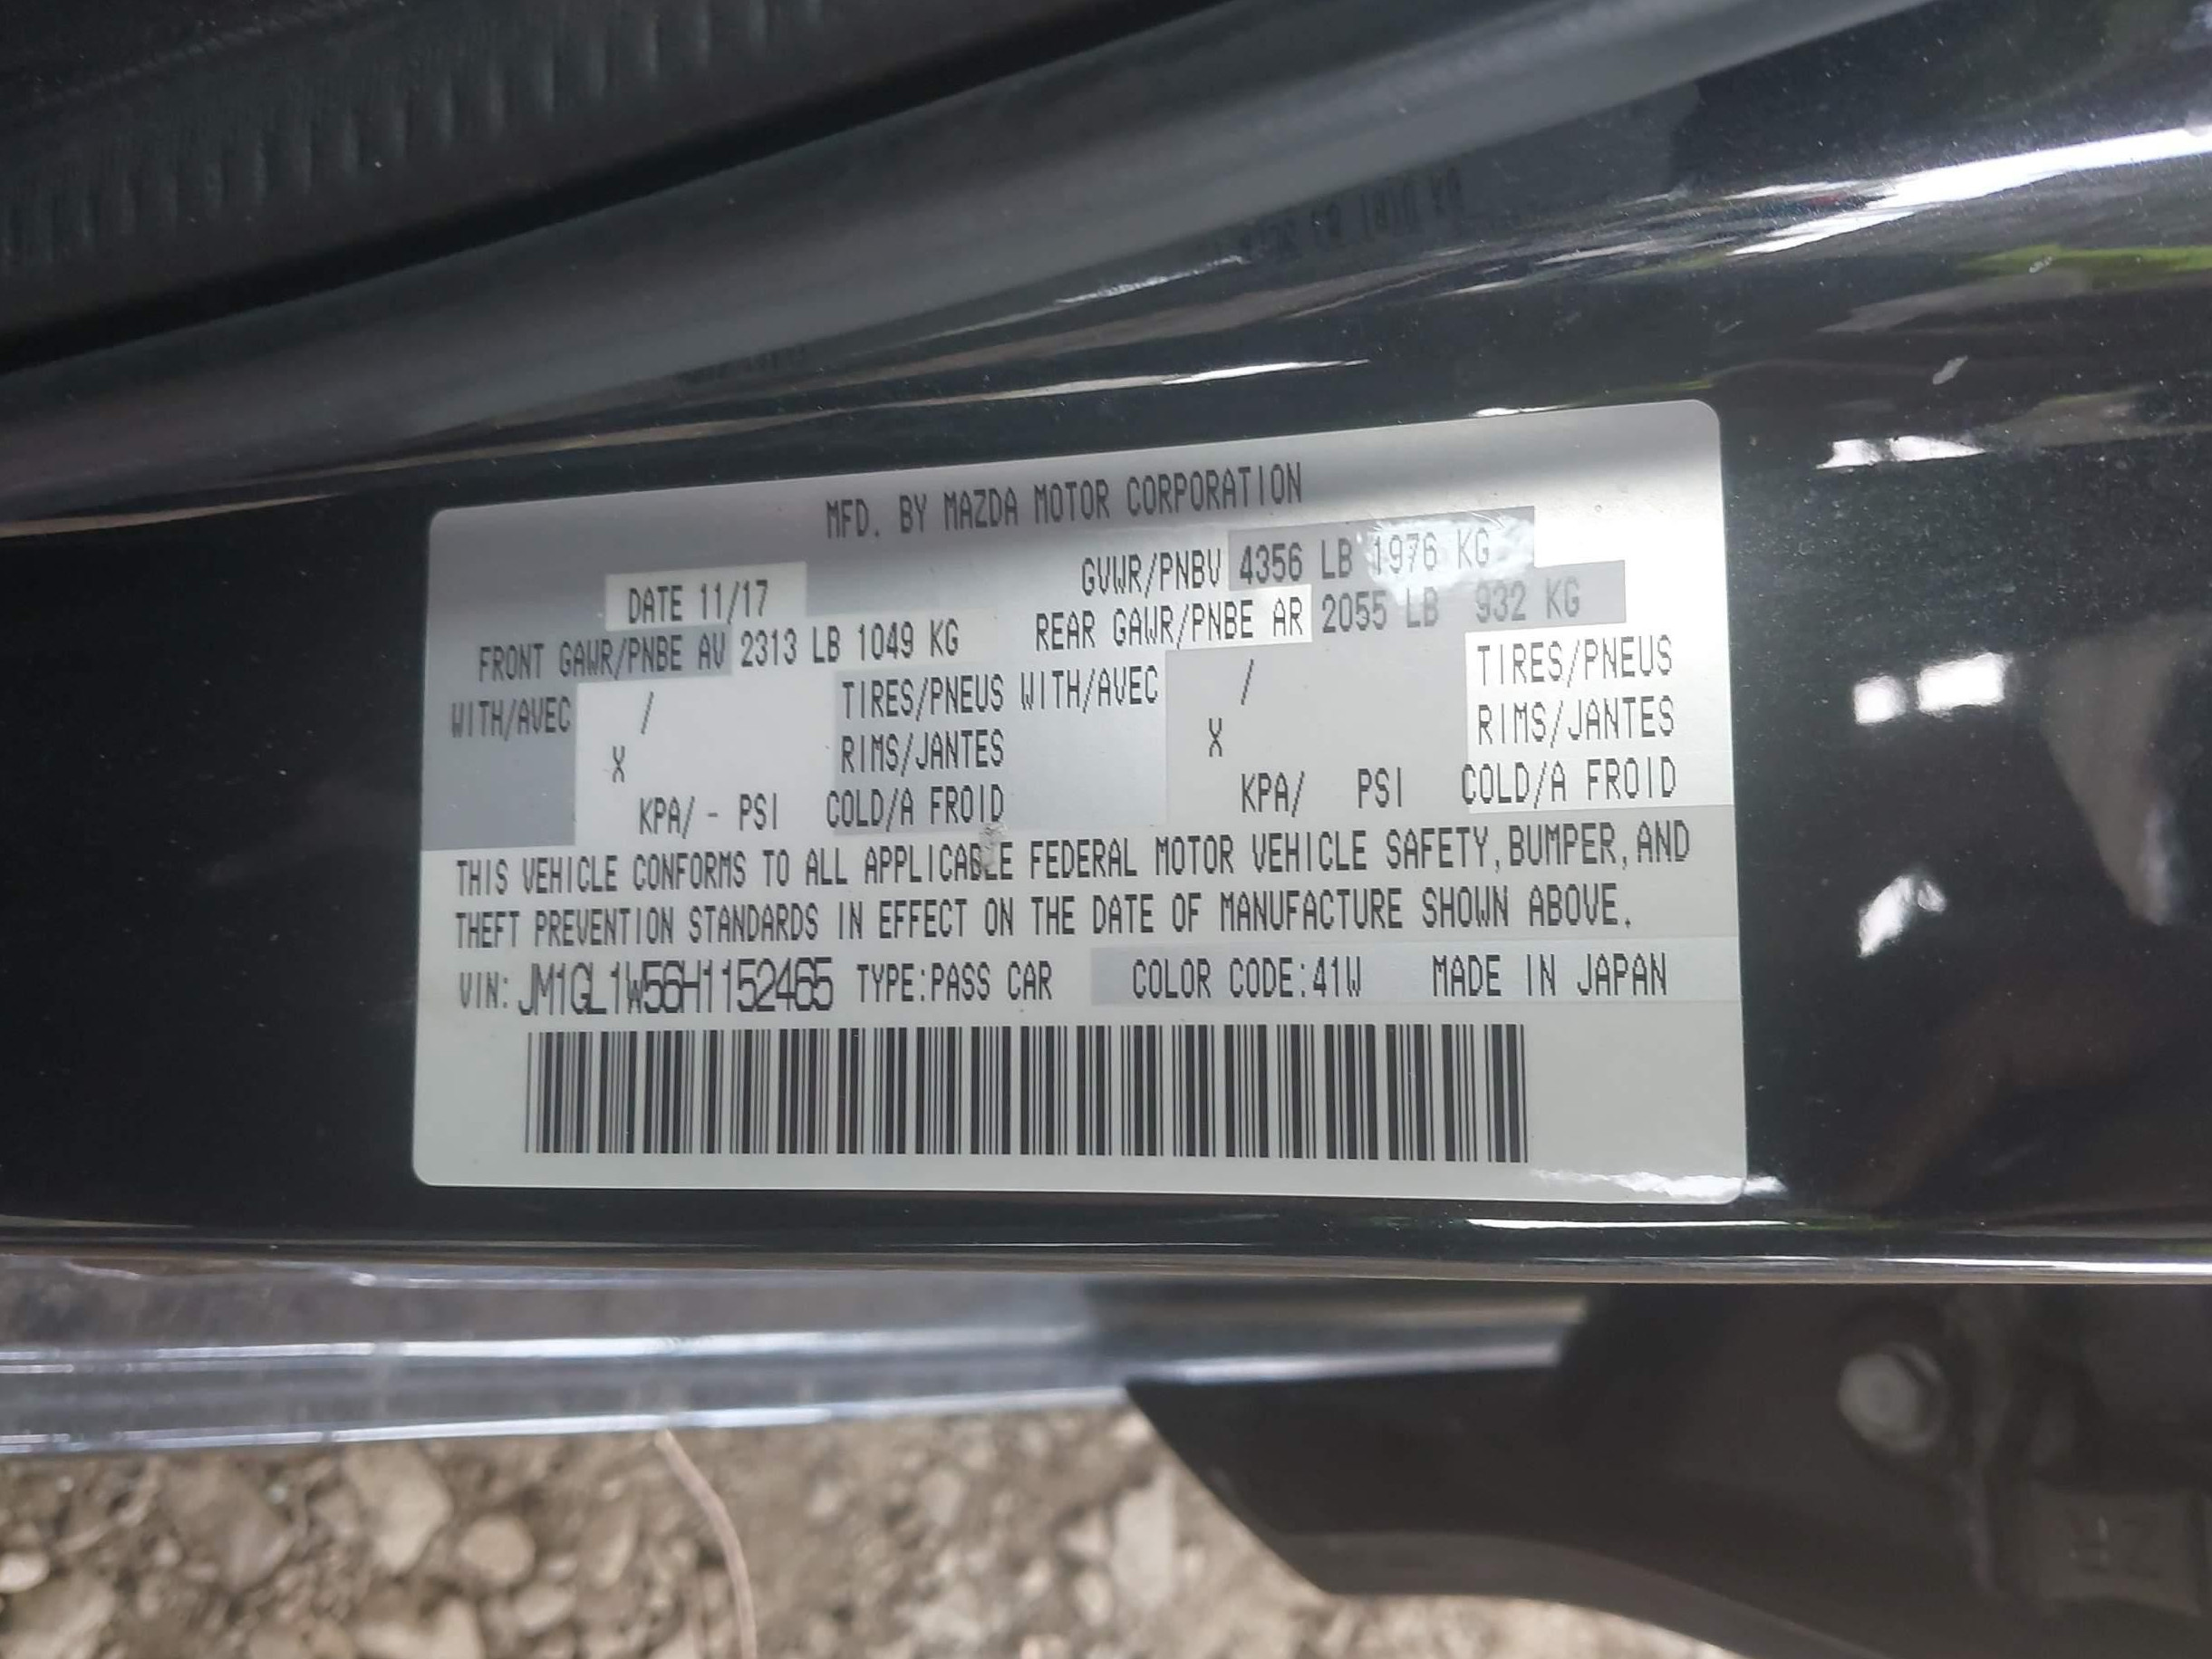 MFD. BY MAZDA MOTOR CORPORATION
DATE 11/17 GVWR/PNBV 4356 LB 1976 KG
FRONT GAWR/PNBE AV 2313 LB 1049 KG REAR GAWR/PNBE AR 2055 LB 932 KG
WITH/AVEC / TIRES/PNEUS WITH/AVEC / TIRES/PNEUS
X RIMS/JANTES X RIMS/JANTES
KPA/ - PSI COLD/A FROID KPA/ PSI COLD/A FROID
THIS VEHICLE CONFORMS TO ALL APPLICABLE FEDERAL MOTOR VEHICLE SAFETY, BUMPER, AND
THEFT PREVENTION STANDARDS IN EFFECT ON THE DATE OF MANUFACTURE SHOWN ABOVE.
VIN: JM1GL1W56H1152465 TYPE:PASS CAR COLOR CODE:41W MADE IN JAPAN